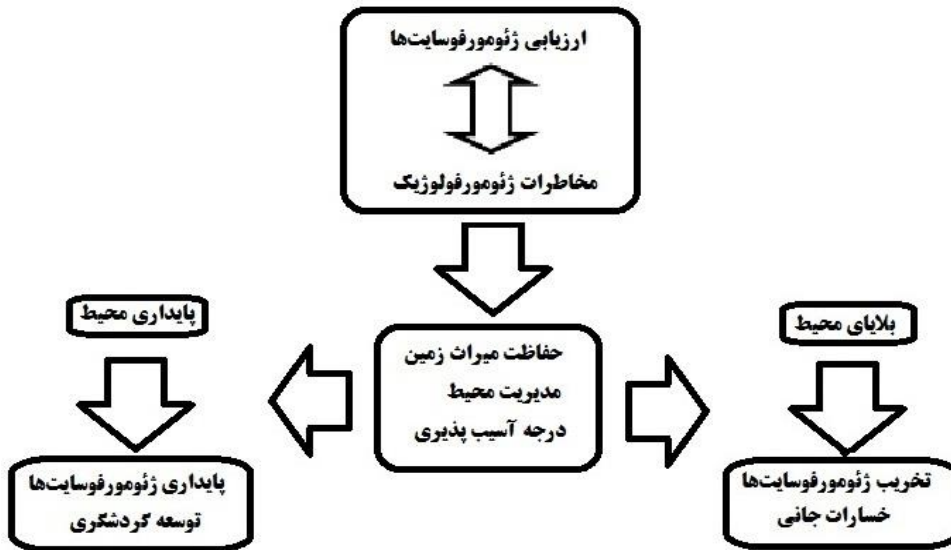 ارزیابی ژئومورفوسایت‌ها
مخاطرات ژئومورفولوژیک
بلایای محیط
پایداری محیط
حفاظت میراث زمین
مدیریت محیط
درجه آسیب پذیری
تخریب ژئومورفوسایت‌ها
خسارات جانی
پایداری ژئومورفوسایت‌ها
توسعه گردشگری